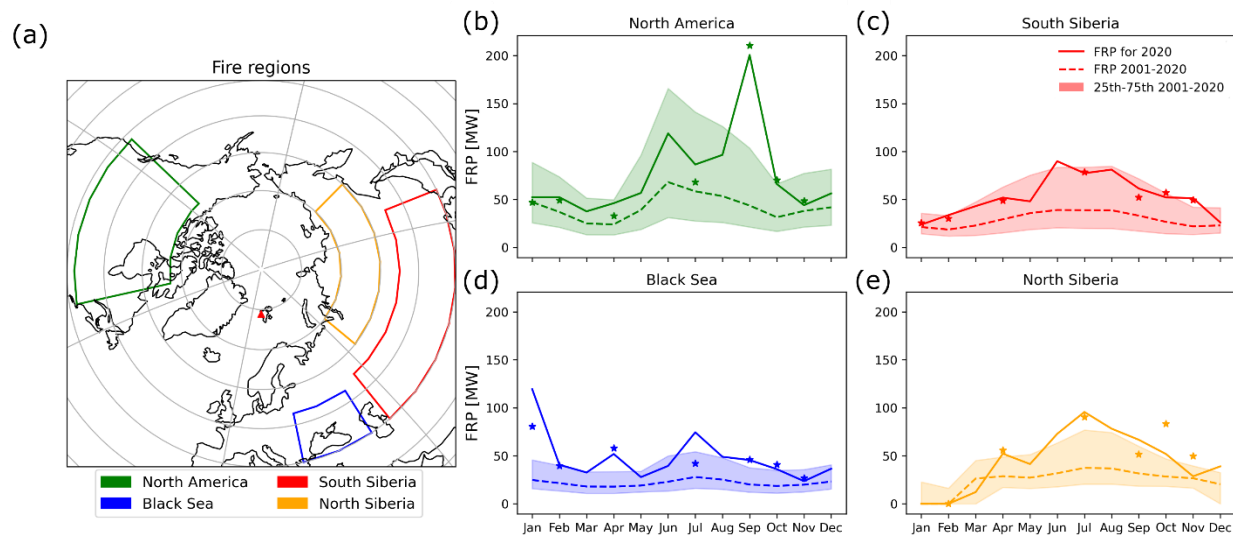 (a)
Fire regions
North America
South Siberia
Black Sea
North Siberia
(b)
North America
FRP [MW]
200
150
100
50
0
(c)
South Siberia
FRP for 2020
FRP 2001-2020
25th-75th 2001-2020
200
150
100
50
0
(d)
Black Sea
FRP [MW]
200
150
100
50
0
Jan Feb Mar Apr May Jun Jul Aug Sep Oct Nov Dec
(e)
North Siberia
200
150
100
50
0
Jan Feb Mar Apr May Jun Jul Aug Sep Oct Nov Dec